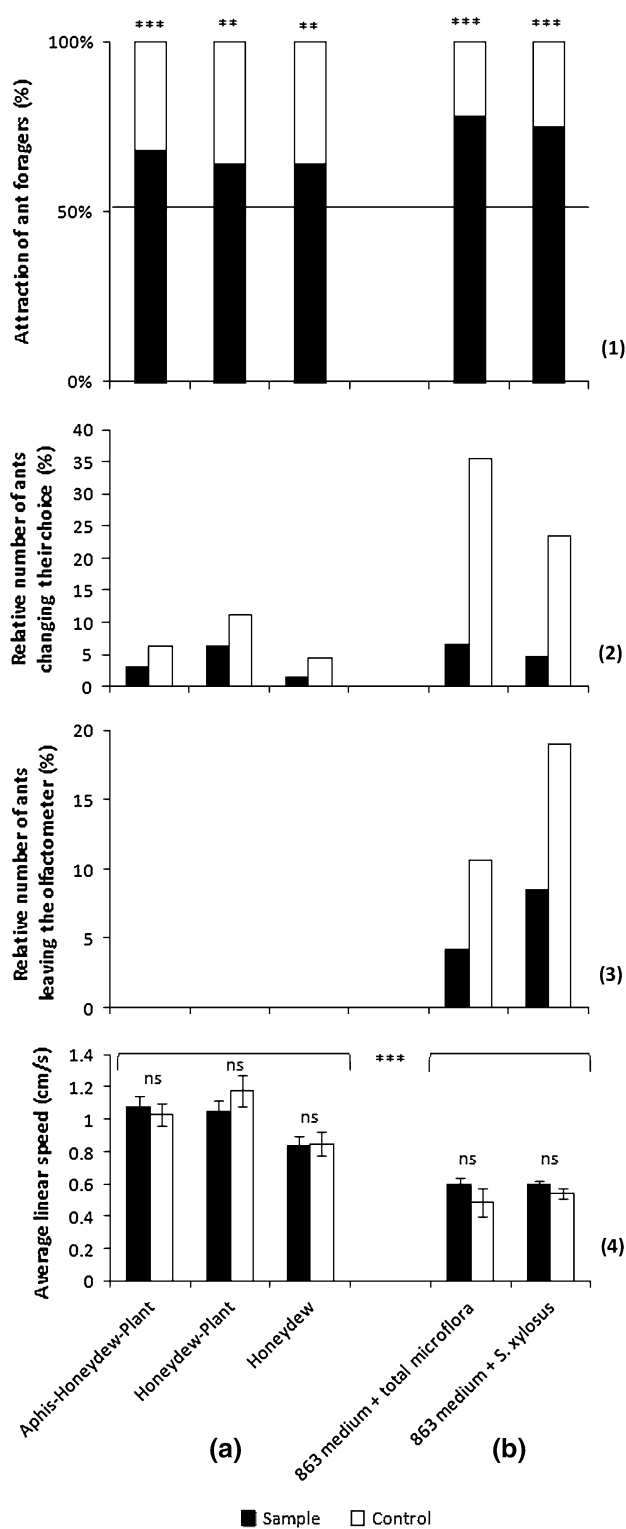 *** ** ** *** ***
100%
50%
0%
Attraction of ant foragers (%)
(1)
40
35
30
25
20
15
10
5
0
Relative number of ants
changing their choice (%)
(2)
20
15
10
5
0
Relative number of ants
leaving the olfactometer (%)
(3)
1.4
1.2
1
0.8
0.6
0.4
0.2
0
Average linear speed (cm/s)
***
ns ns ns ns ns
(4)
Aphis-Honeydew-Plant
Honeydew-Plant
Honeydew
863 medium + total microflora
863 medium + S. xylosus
(a) (b)
Sample Control